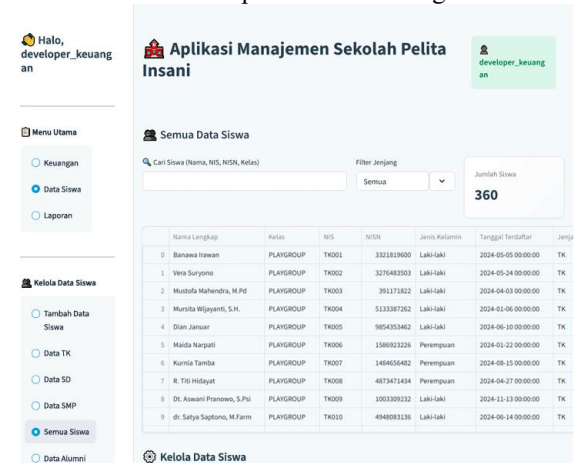 Halo,
developer_keuang
an
Menu Utama
Keuangan
Data Siswa
Laporan
Kelola Data Siswa
Tambah Data
Siswa
Data TK
Data SD
Data SMP
Semua Siswa
Data Alumni
Aplikasi Manajemen Sekolah Pelita
Insani
developer_keuang
an
Semua Data Siswa
Cari Siswa (Nama, NIS, NISN, Kelas)
Filter Jenjang
Semua
Jumlah Siswa
360
Nama Lengkap Kelas NIS NISN Jenis Kelamin Tanggal Terdaftar Jenja
0 Banawa Irawan PLAYGROUP TK001 3321819600 Laki-laki 2024-05-05 00:00:00 TK
1 Vera Suryono PLAYGROUP TK002 3276483503 Laki-laki 2024-05-24 00:00:00 TK
2 Mustofa Mahendra, M.Pd PLAYGROUP TK003 391171822 Laki-laki 2024-04-03 00:00:00 TK
3 Mursita Wijayanti, S.H. PLAYGROUP TK004 5133387262 Laki-laki 2024-01-06 00:00:00 TK
4 Dian Januar PLAYGROUP TK005 9854353462 Laki-laki 2024-06-10 00:00:00 TK
5 Maida Narpati PLAYGROUP TK006 1586923226 Perempuan 2024-01-22 00:00:00 TK
6 Kurnia Tamba PLAYGROUP TK007 1484656482 Perempuan 2024-08-15 00:00:00 TK
7 R. Titi Hidayat PLAYGROUP TK008 4873471434 Perempuan 2024-04-27 00:00:00 TK
8 Dt. Aswani Pranowo, S.Psi PLAYGROUP TK009 1003309232 Laki-laki 2024-11-13 00:00:00 TK
9 dr. Satya Saptono, M.Farm PLAYGROUP TK010 4948083136 Laki-laki 2024-06-14 00:00:00 TK
Kelola Data Siswa